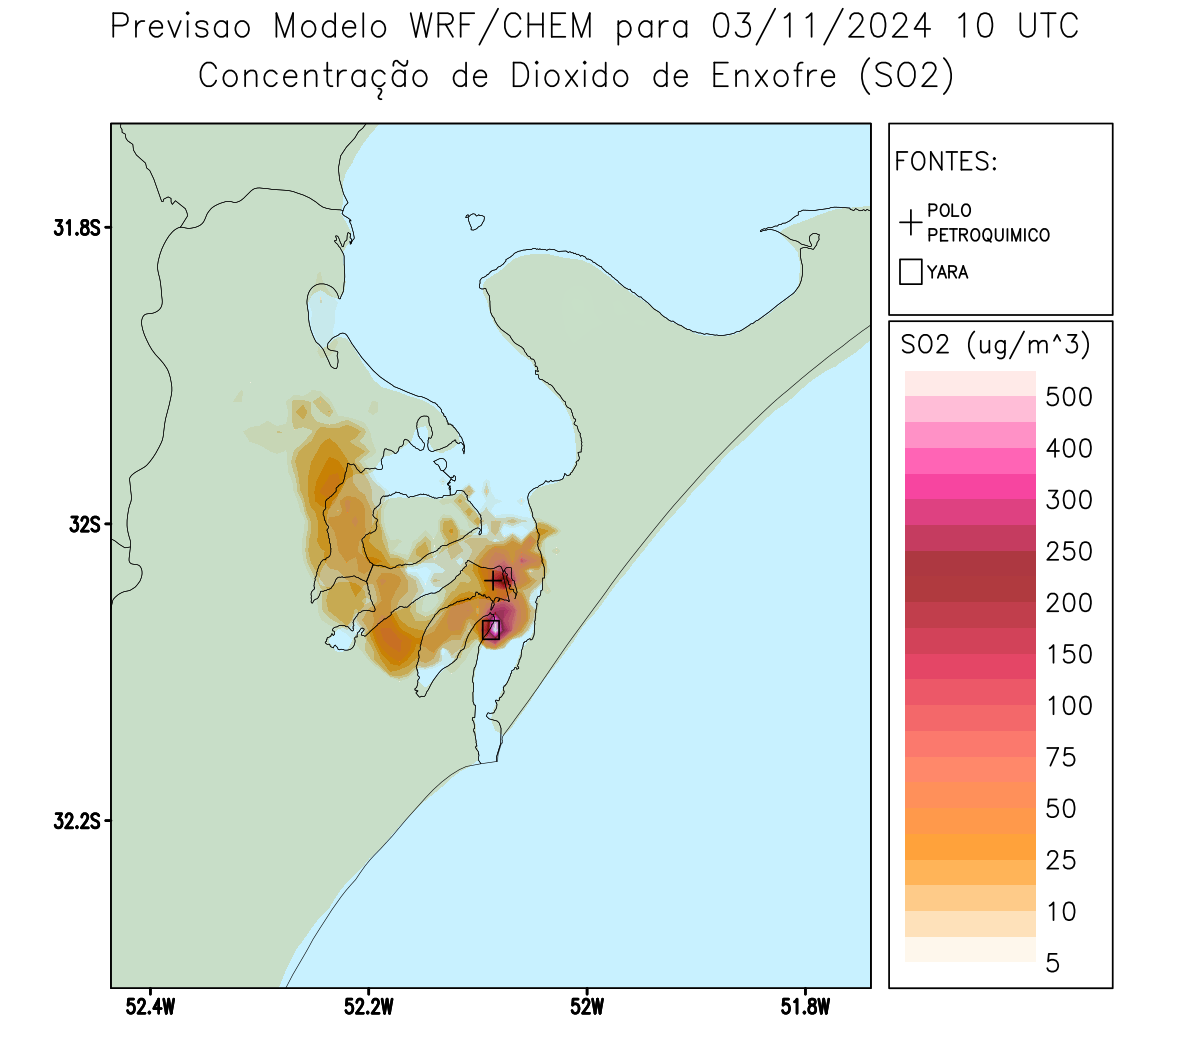 Previsao Modelo WRF/CHEM para 03/11/2024 10 UTC
Concentração de Dioxido de Enxofre (SO2)
FONTES:
POLO
PETROQUIMICO
YARA
SO2 (ug/m^3)
500
400
300
250
200
150
100
75
50
25
10
5
31.8S
32S
32.2S
52.4W
52.2W
52W
51.8W